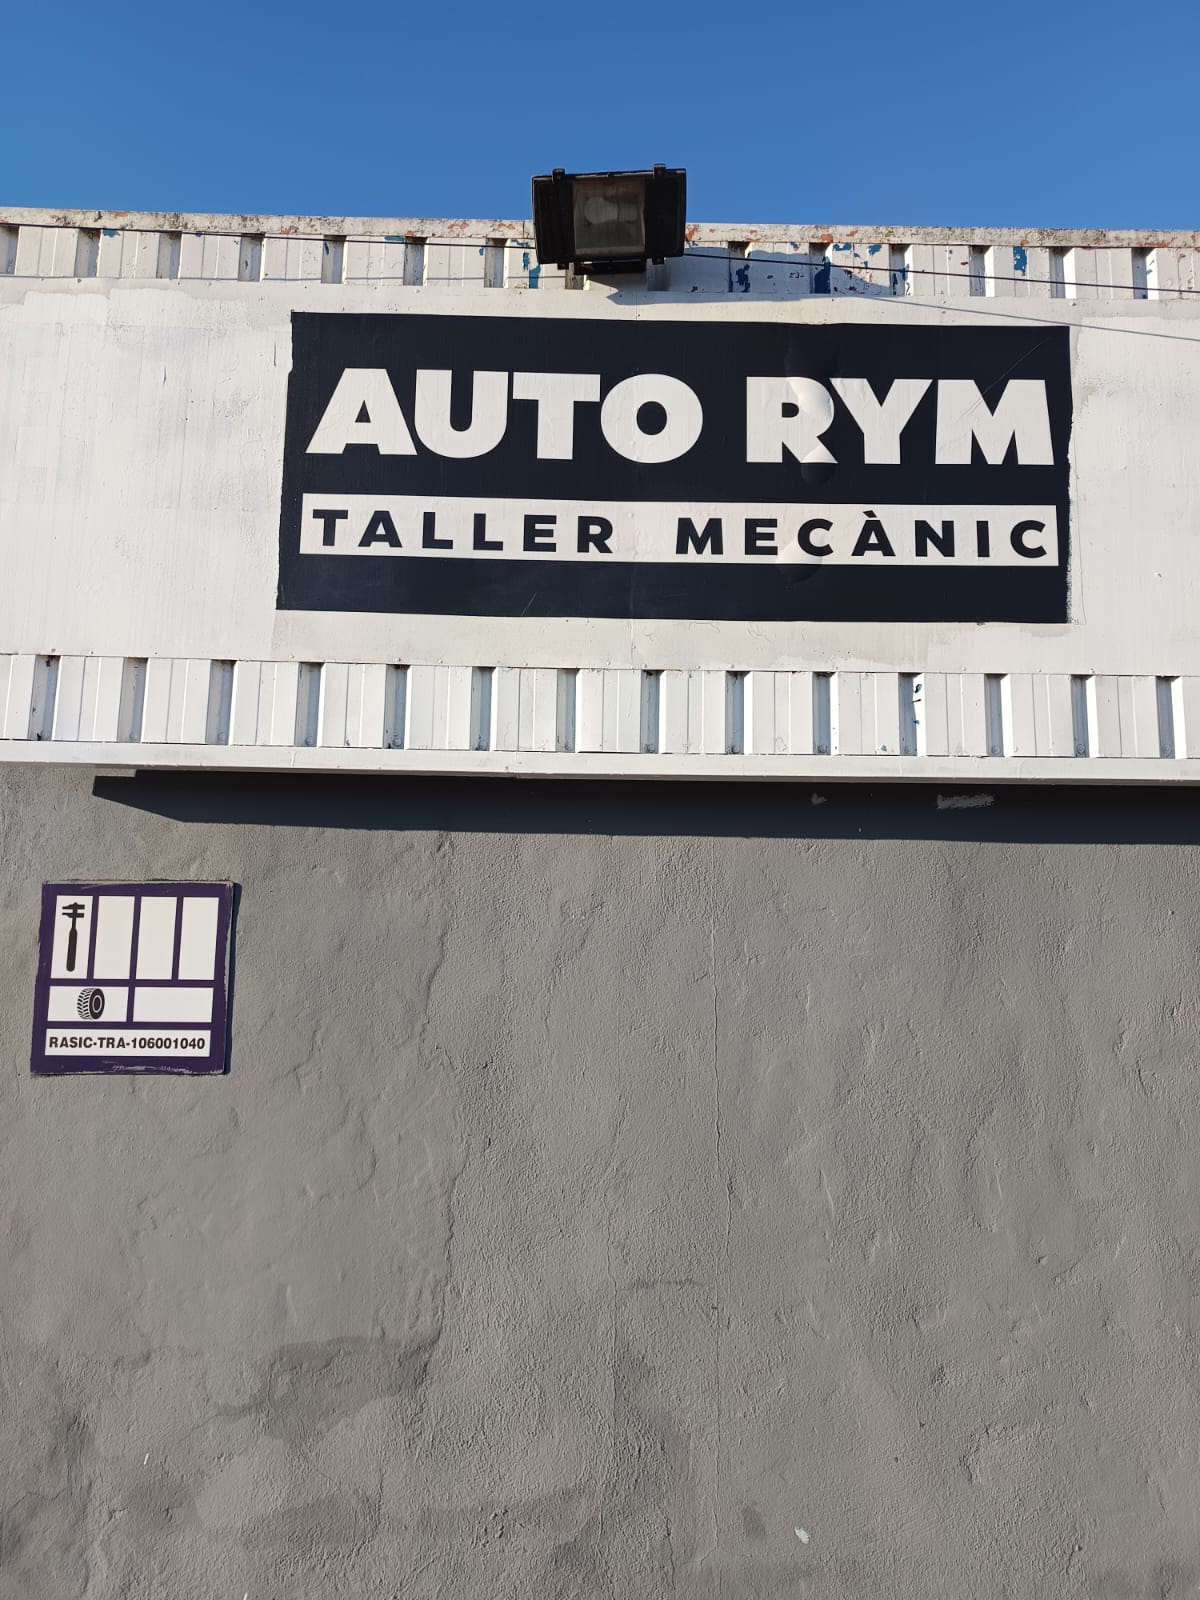 AUTO RYM
TALLER MECÀNIC
RASIC-TRA-106001040